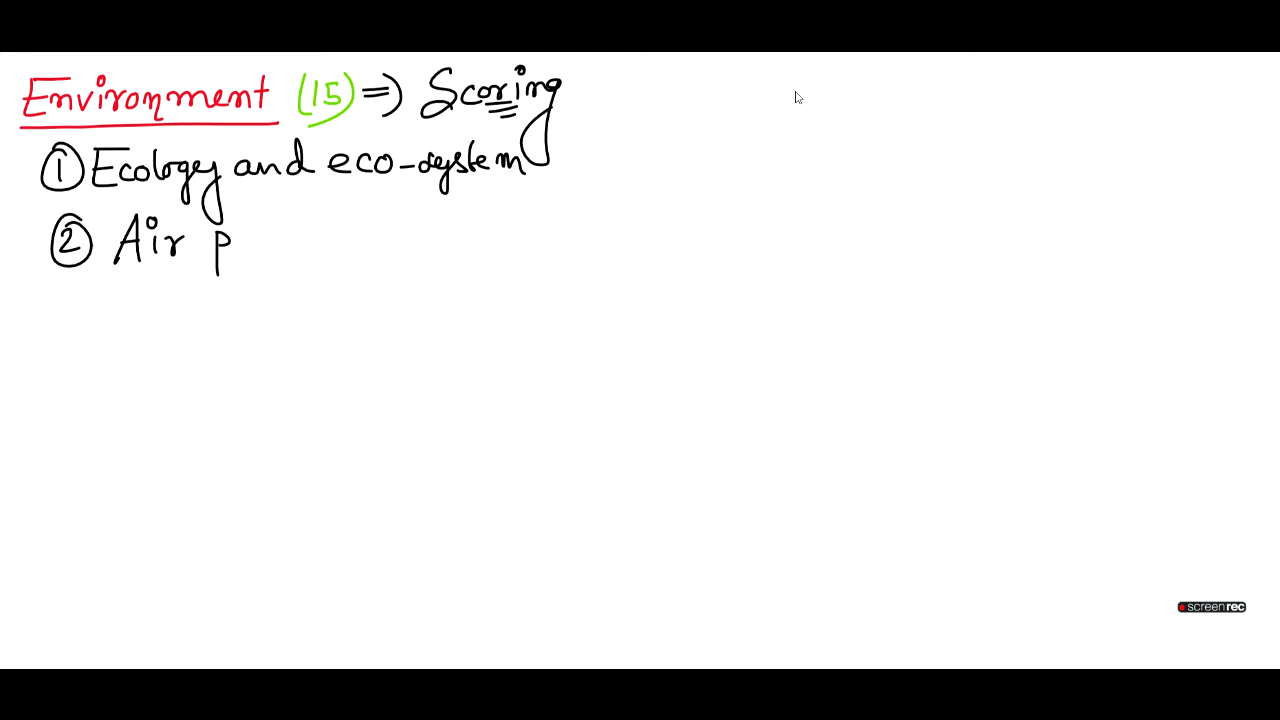 Environment (15) ⇒ Scoring
① Ecology and eco-system
② Air p
screenrec